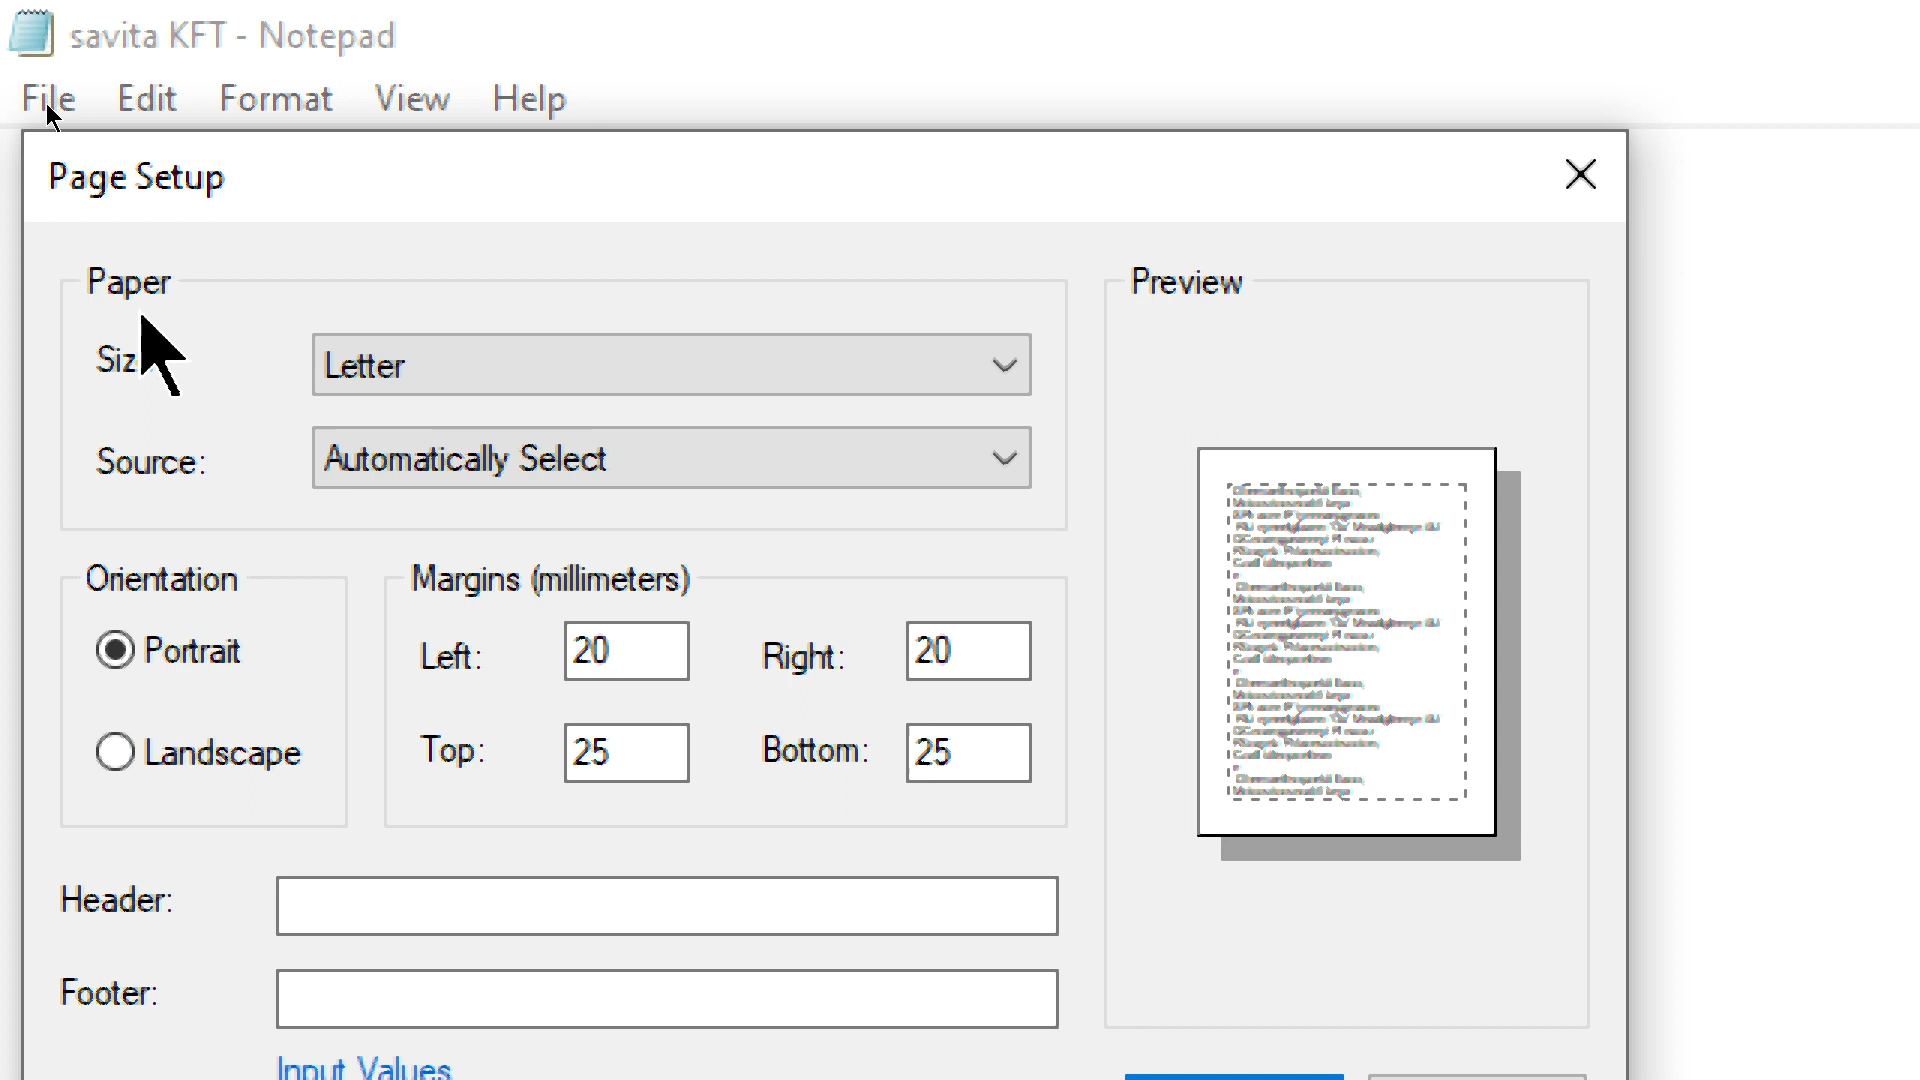 savita KFT - Notepad
File Edit Format View Help
Page Setup
Paper
Preview
Letter
Source: Automatically Select
Orientation
Margins (millimeters)
Portrait
Left: 20 Right: 20
Landscape
Top: 25 Bottom: 25
Header:
Footer:
Input Values